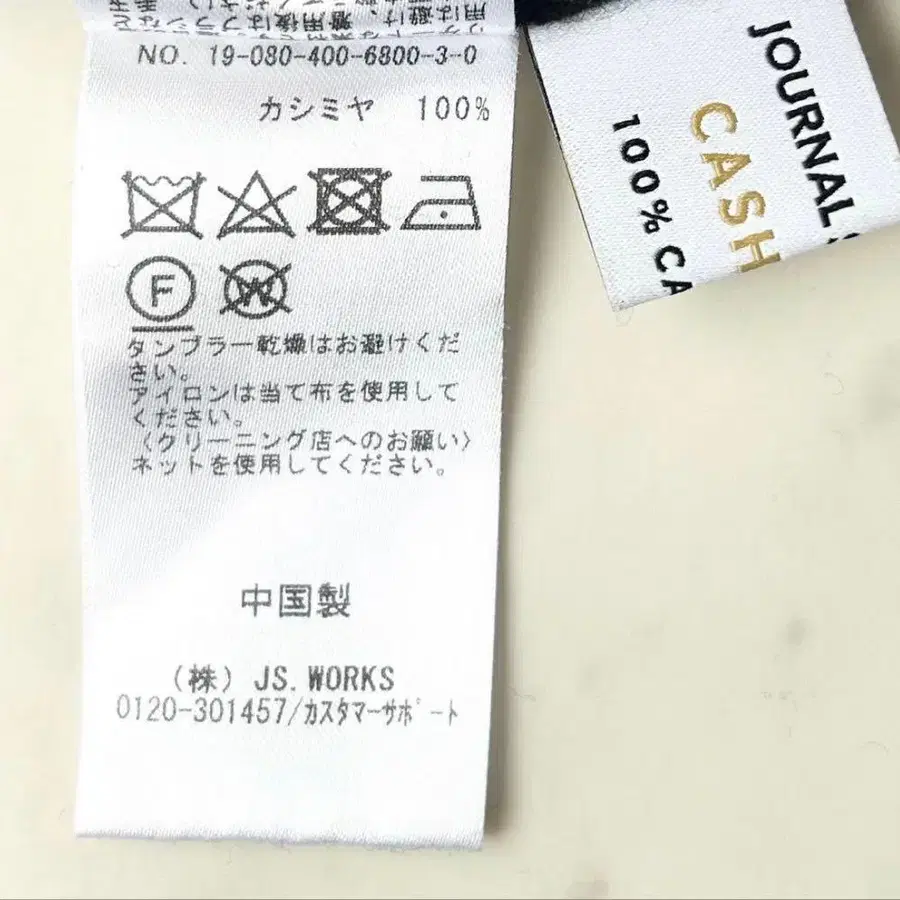 NO. 19-080-400-6800-3-0
カシミヤ 100%
F
W
タンブラー乾燥はお避けくだ
さい。
アイロンは当て布を使用して
ください。
〈クリーニング店へのお願い〉
ネットを使用してください。
中国製
(株) JS.WORKS
0120-301457/ｶｽﾀﾏｰｻﾎﾟｰﾄ
JOURNAL
CASH
100% CA